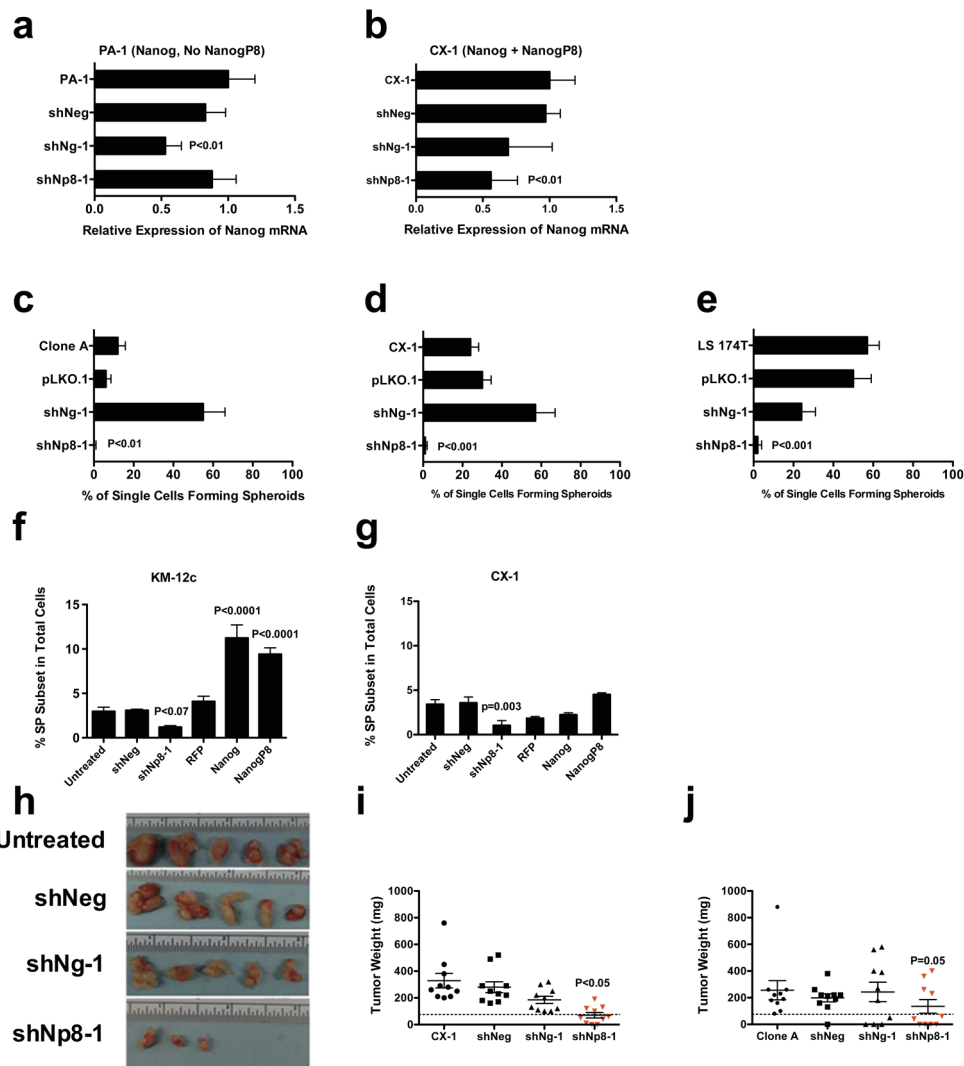 a
PA-1 (Nanog, No NanogP8)
PA-1
shNeg
shNg-1
P<0.01
shNp8-1
0.0 0.5 1.0 1.5
Relative Expression of Nanog mRNA
b
CX-1 (Nanog + NanogP8)
CX-1
shNeg
shNg-1
shNp8-1
P<0.01
0.0 0.5 1.0 1.5
Relative Expression of Nanog mRNA
c
Clone A
pLKO.1
shNg-1
shNp8-1
P<0.01
0 20 40 60 80 100
% of Single Cells Forming Spheroids
d
CX-1
pLKO.1
shNg-1
shNp8-1
P<0.001
0 20 40 60 80 100
% of Single Cells Forming Spheroids
e
LS 174T
pLKO.1
shNg-1
shNp8-1
P<0.001
0 20 40 60 80 100
% of Single Cells Forming Spheroids
f
KM-12c
% SP Subset in Total Cells
15
10
5
0
P<0.07
P<0.0001
P<0.0001
Untreated
shNeg
shNp8-1
RFP
Nanog
NanogP8
g
CX-1
% SP Subset in Total Cells
15
10
5
0
p=0.003
Untreated
shNeg
shNp8-1
RFP
Nanog
NanogP8
h
Untreated
shNeg
shNg-1
shNp8-1
i
Tumor Weight (mg)
1000
800
600
400
200
0
P<0.05
CX-1 shNeg shNg-1 shNp8-1
j
Tumor Weight (mg)
1000
800
600
400
200
0
P=0.05
Clone A shNeg shNg-1 shNp8-1